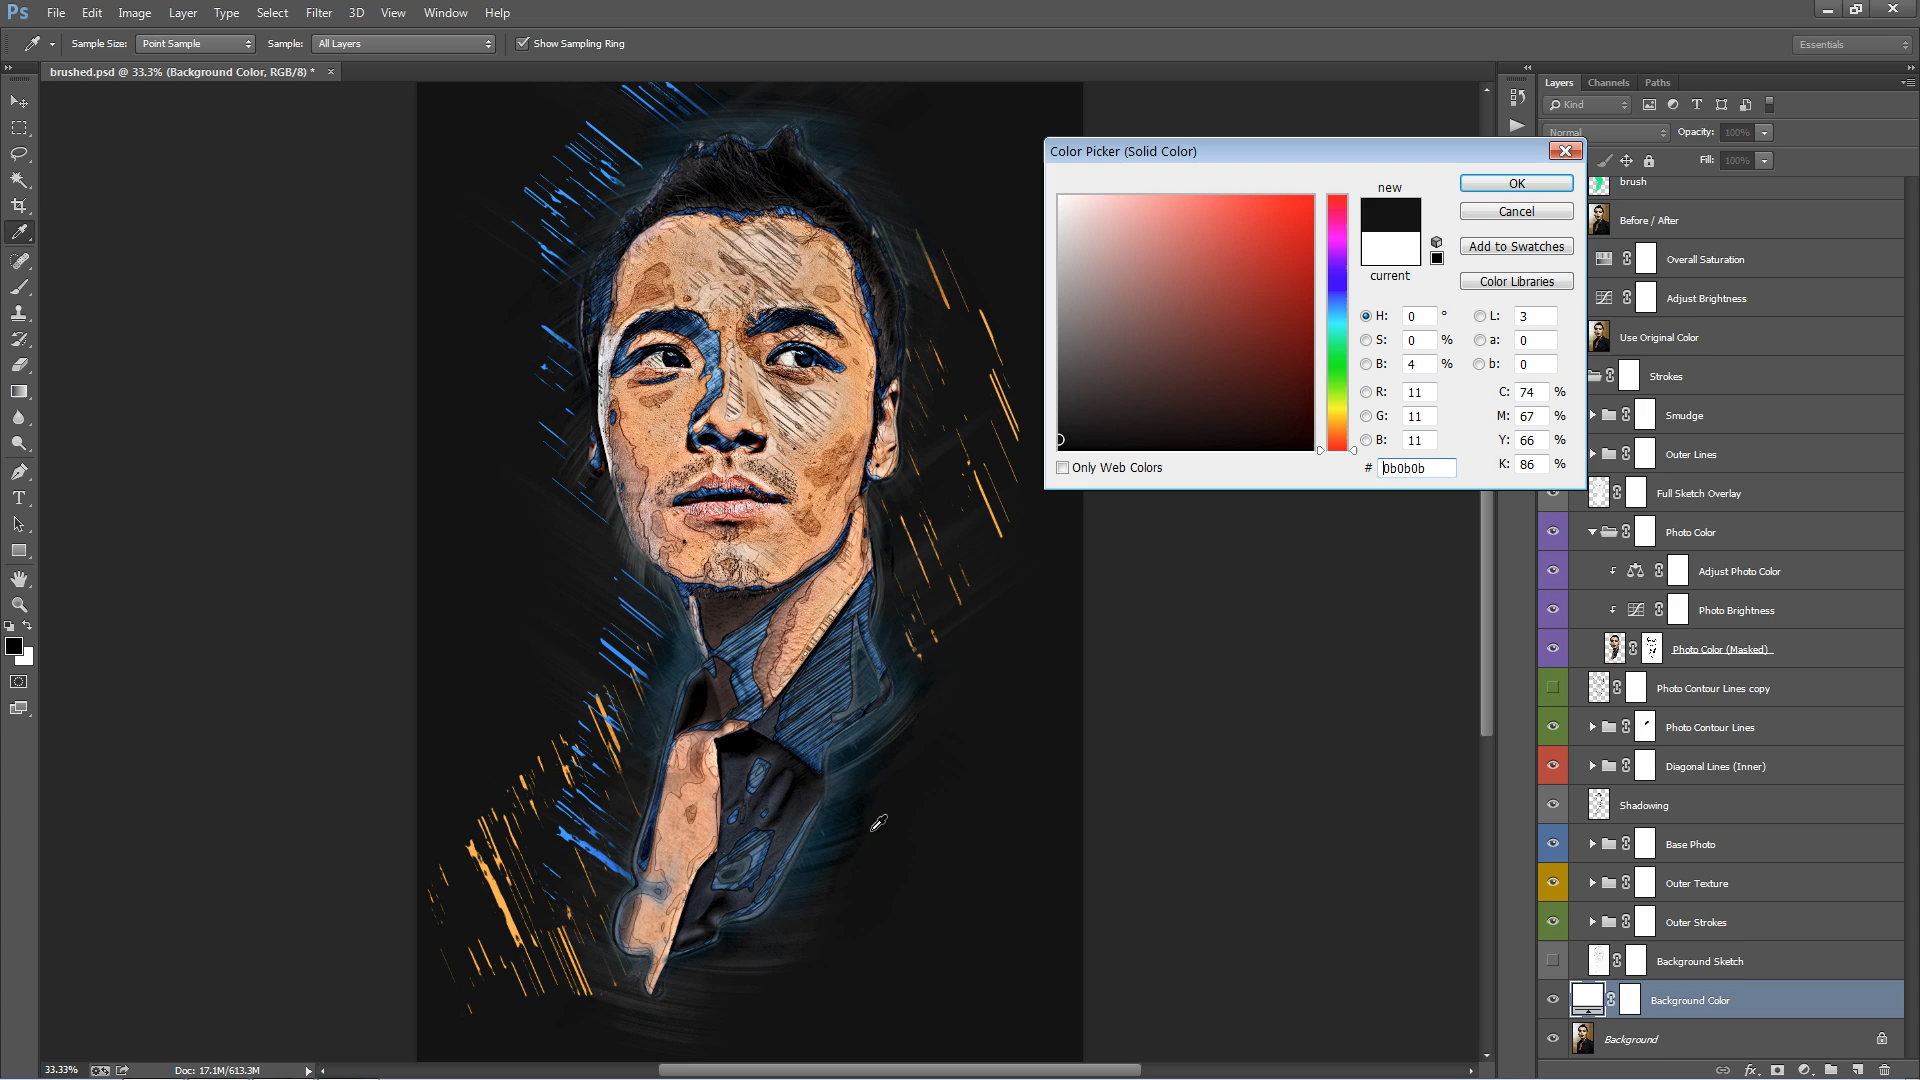 Ps File Edit Image Layer Type Select Filter 3D View Window Help
Sample Size: Point Sample Sample: All Layers Show Sampling Ring Essentials
brushed.psd @ 33.3% (Background Color, RGB/8) * ×
Layers Channels Paths
Kind
Normal Opacity: 100%
Fill: 100%
Color Picker (Solid Color)
new
current
OK
Cancel
Add to Swatches
Color Libraries
H: 0 ° L: 3
S: 0 % a: 0
B: 4 % b: 0
R: 11 C: 74 %
G: 11 M: 67 %
B: 11 Y: 66 %
K: 86 %
Only Web Colors # 0b0b0b
brush
Before / After
Overall Saturation
Adjust Brightness
Use Original Color
Strokes
Smudge
Outer Lines
Full Sketch Overlay
Photo Color
Adjust Photo Color
Photo Brightness
Photo Color (Masked)
Photo Contour Lines copy
Photo Contour Lines
Diagonal Lines (Inner)
Shadowing
Base Photo
Outer Texture
Outer Strokes
Background Sketch
Background Color
Background
33.33% Doc: 17.1M/613.3M
fx